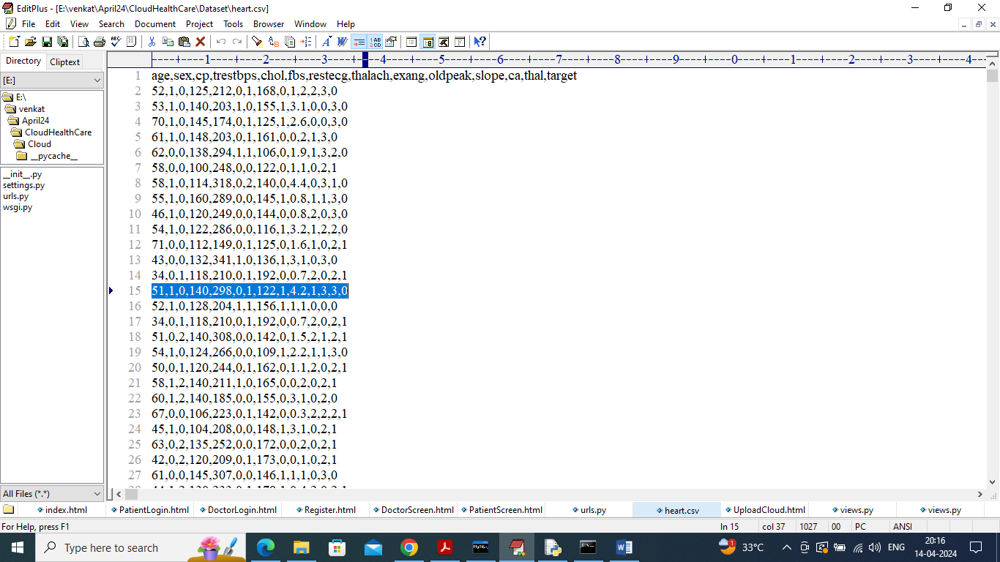 EditPlus - [E:\venkat\April24\CloudHealthCare\Dataset\heart.csv]
File Edit View Search Document Project Tools Browser Window Help
Directory Cliptext
[E:]
E:\
venkat
April24
CloudHealthCare
Cloud
__pycache__
__init__.py
settings.py
urls.py
wsgi.py
All Files (*.*)
----+----1----+----2----+----3----+----4----+----5----+----6----+----7----+----8----+----9----+----0----+----1----+----2----+----3----+----4--
1 age,sex,cp,trestbps,chol,fbs,restecg,thalach,exang,oldpeak,slope,ca,thal,target
2 52,1,0,125,212,0,1,168,0,1,2,2,3,0
3 53,1,0,140,203,1,0,155,1,3.1,0,0,3,0
4 70,1,0,145,174,0,1,125,1,2.6,0,0,3,0
5 61,1,0,148,203,0,1,161,0,0,2,1,3,0
6 62,0,0,138,294,1,1,106,0,1.9,1,3,2,0
7 58,0,0,100,248,0,0,122,0,1,1,0,2,1
8 58,1,0,114,318,0,2,140,0,4.4,0,3,1,0
9 55,1,0,160,289,0,0,145,1,0.8,1,1,3,0
10 46,1,0,120,249,0,0,144,0,0.8,2,0,3,0
11 54,1,0,122,286,0,0,116,1,3.2,1,2,2,0
12 71,0,0,112,149,0,1,125,0,1.6,1,0,2,1
13 43,0,0,132,341,1,0,136,1,3,1,0,3,0
14 34,0,1,118,210,0,1,192,0,0.7,2,0,2,1
15 51,1,0,140,298,0,1,122,1,4.2,1,3,3,0
16 52,1,0,128,204,1,1,156,1,1,1,0,0,0
17 34,0,1,118,210,0,1,192,0,0.7,2,0,2,1
18 51,0,2,140,308,0,0,142,0,1.5,2,1,2,1
19 54,1,0,124,266,0,0,109,1,2.2,1,1,3,0
20 50,0,1,120,244,0,1,162,0,1.1,2,0,2,1
21 58,1,2,140,211,1,0,165,0,0,2,0,2,1
22 60,1,2,140,185,0,0,155,0,3,1,0,2,0
23 67,0,0,106,223,0,1,142,0,0.3,2,2,2,1
24 45,1,0,104,208,0,0,148,1,3,1,0,2,1
25 63,0,2,135,252,0,0,172,0,0,2,0,2,1
26 42,0,2,120,209,0,1,173,0,0,1,0,2,1
27 61,0,0,145,307,0,0,146,1,1,1,0,3,0
index.html PatientLogin.html DoctorLogin.html Register.html DoctorScreen.html PatientScreen.html urls.py heart.csv UploadCloud.html views.py views.py
For Help, press F1 ln 15 col 37 1027 00 PC ANSI
Type here to search 33°C ENG 20:16
14-04-2024